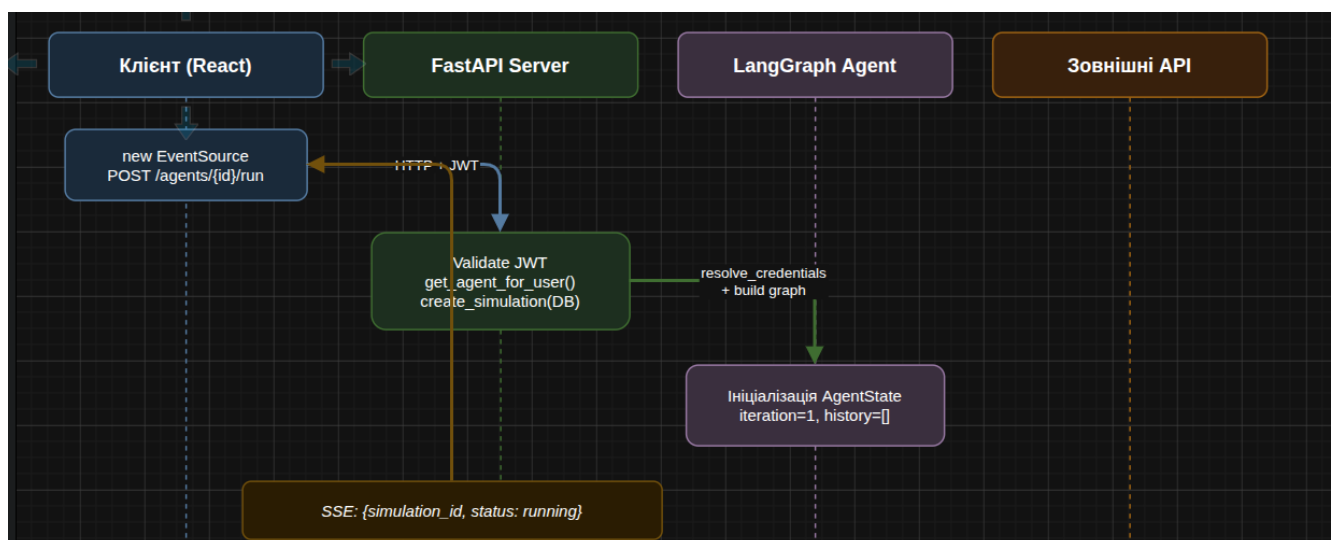 Клієнт (React)
FastAPI Server
LangGraph Agent
Зовнішні API
new EventSource
POST /agents/{id}/run
HTTP + JWT
Validate JWT
get_agent_for_user()
create_simulation(DB)
resolve_credentials
+ build graph
Ініціалізація AgentState
iteration=1, history=[]
SSE: {simulation_id, status: running}